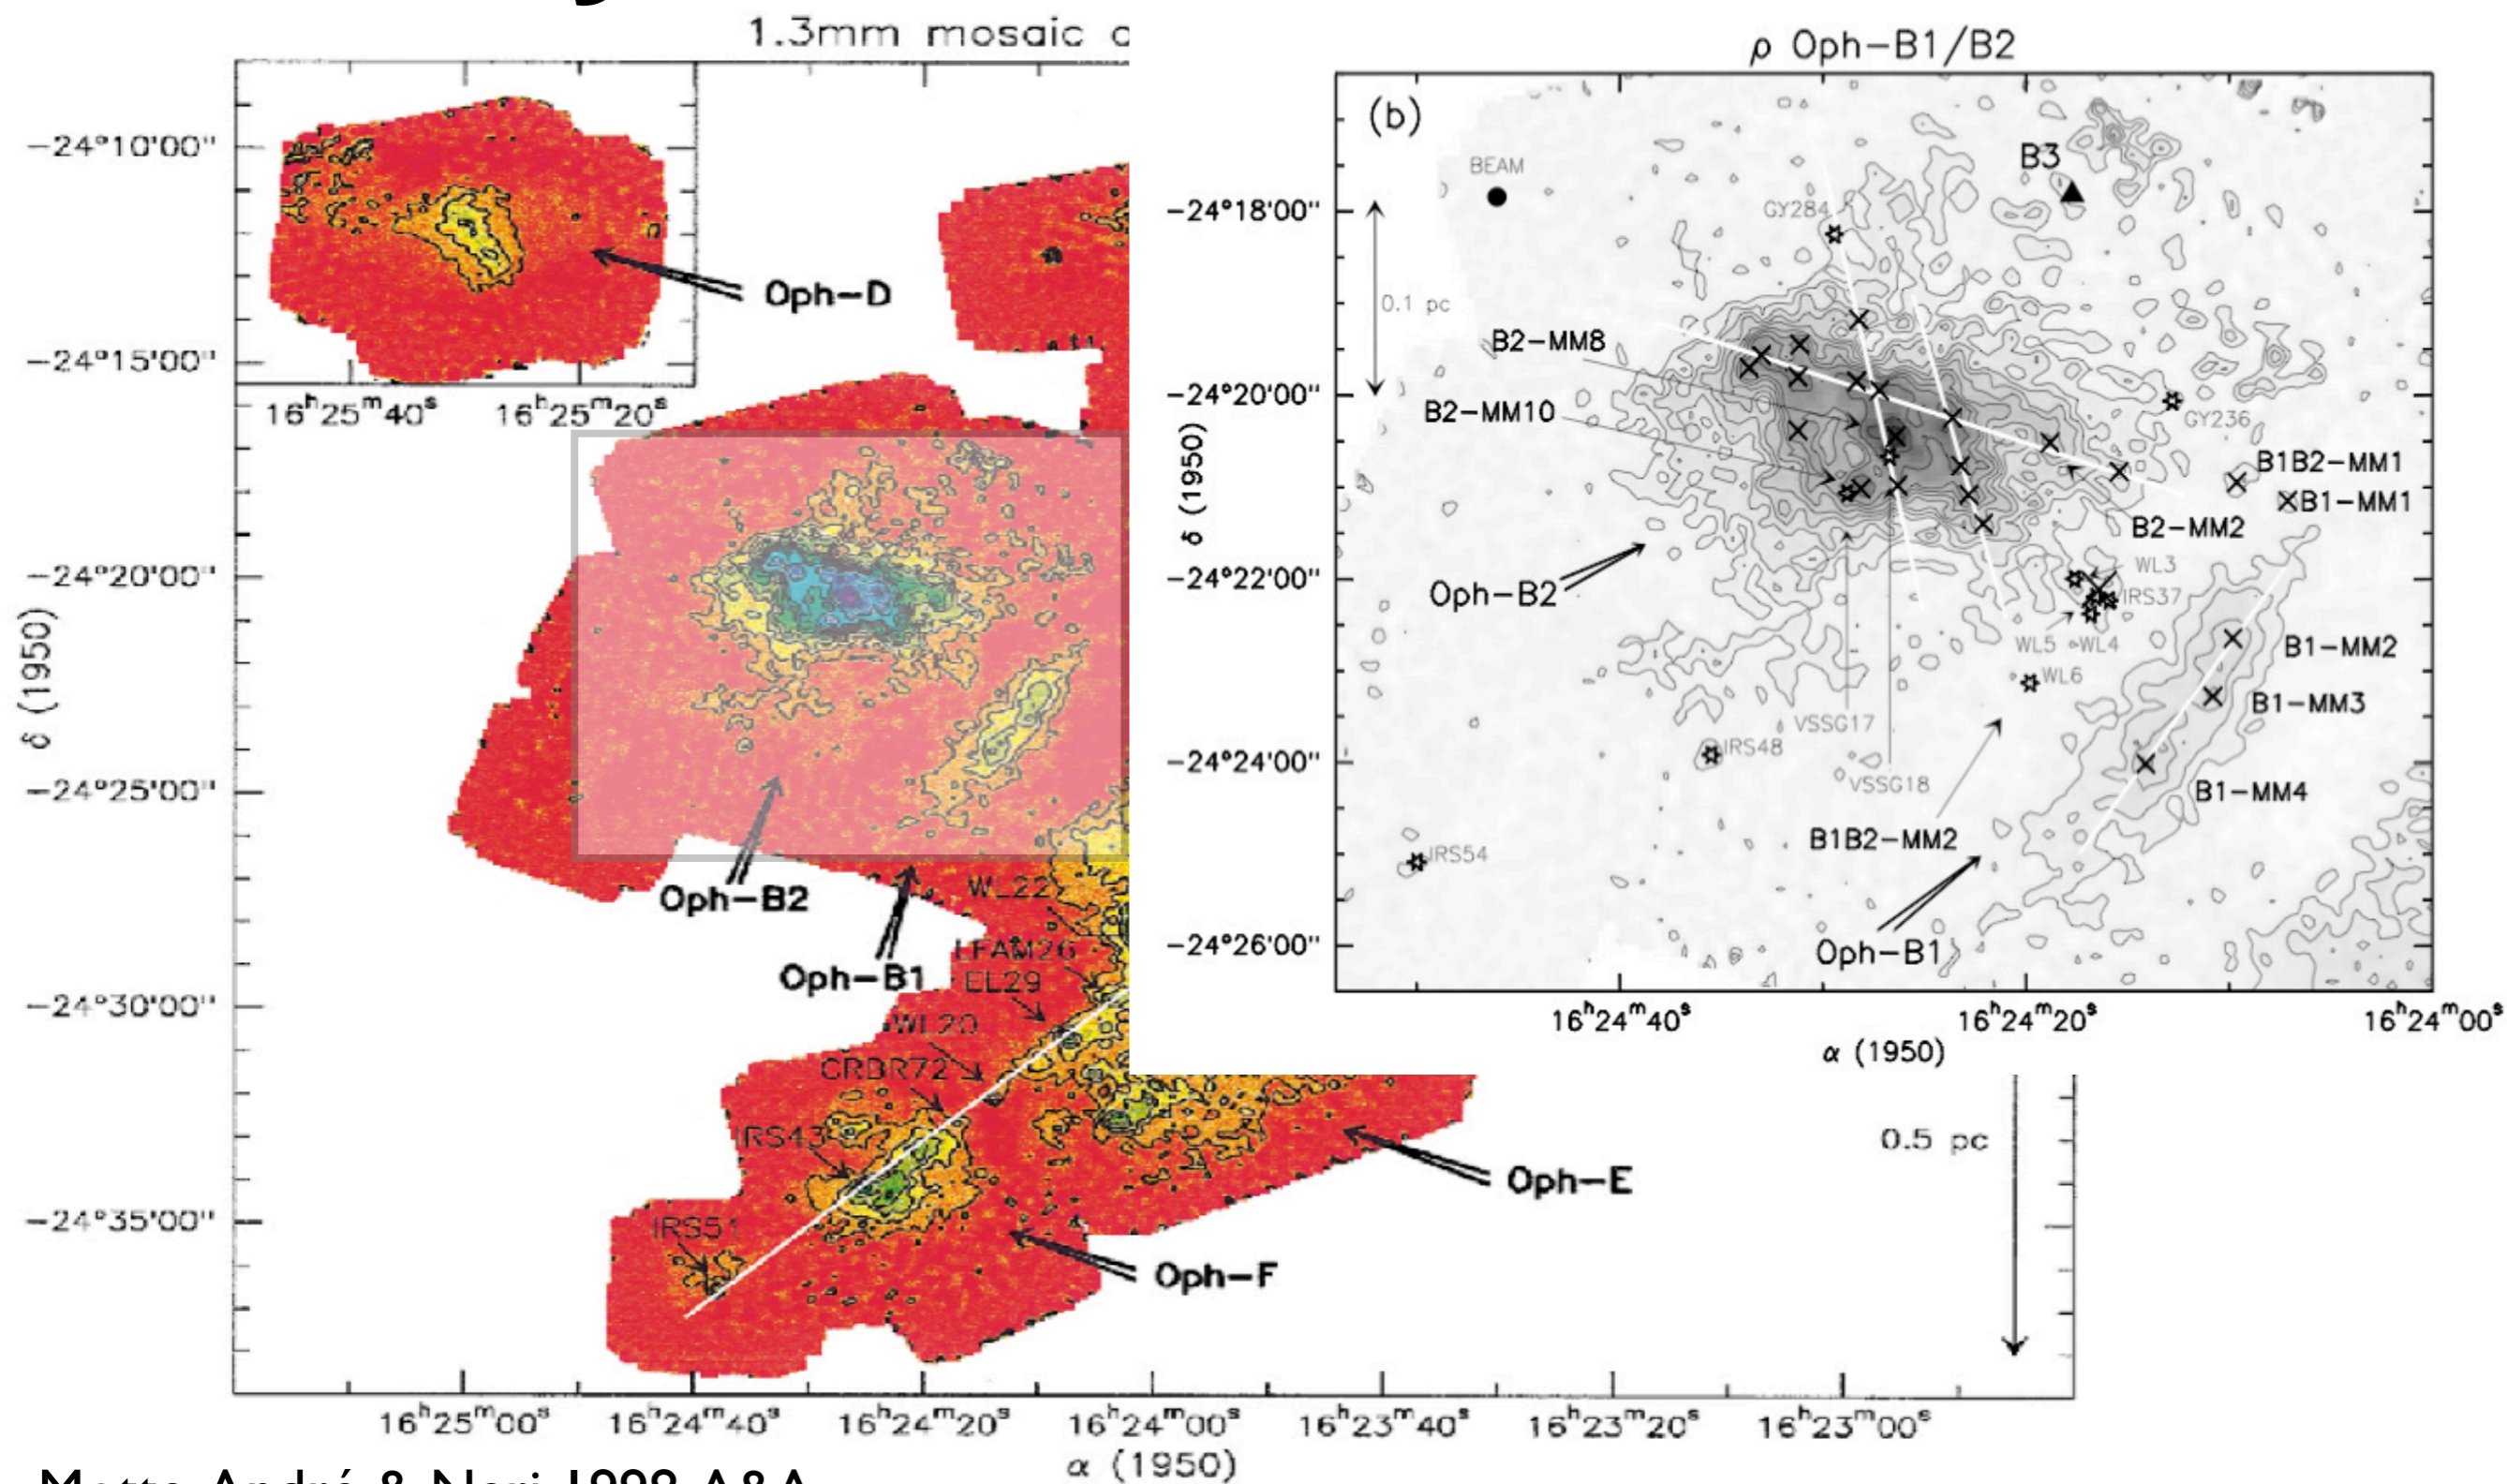 1.3mm mosaic
−24°10'00"
−24°15'00"
−24°20'00"
−24°25'00"
−24°30'00"
−24°35'00"
δ (1950)
16ʰ25ᵐ40ˢ
16ʰ25ᵐ20ˢ
Oph−D
Oph−B2
Oph−B1
WL22
LFAM26
EL29
WL20
CRBR72
IRS43
IRS51
Oph−E
Oph−F
0.5 pc
16ʰ25ᵐ00ˢ
16ʰ24ᵐ40ˢ
16ʰ24ᵐ20ˢ
16ʰ24ᵐ00ˢ
16ʰ23ᵐ40ˢ
16ʰ23ᵐ20ˢ
16ʰ23ᵐ00ˢ
α (1950)
ρ Oph−B1/B2
(b)
BEAM
B3
−24°18'00"
−24°20'00"
−24°22'00"
−24°24'00"
−24°26'00"
δ (1950)
0.1 pc
GY284
B2−MM8
B2−MM10
GY236
B1B2−MM1
B1−MM1
B2−MM2
WL3
IRS37
WL5
WL4
WL6
Oph−B2
B1−MM2
B1−MM3
B1−MM4
VSSG17
VSSG18
IRS48
IRS54
B1B2−MM2
Oph−B1
16ʰ24ᵐ40ˢ
16ʰ24ᵐ20ˢ
16ʰ24ᵐ00ˢ
α (1950)
Motte, André & Neri 1998 A&A